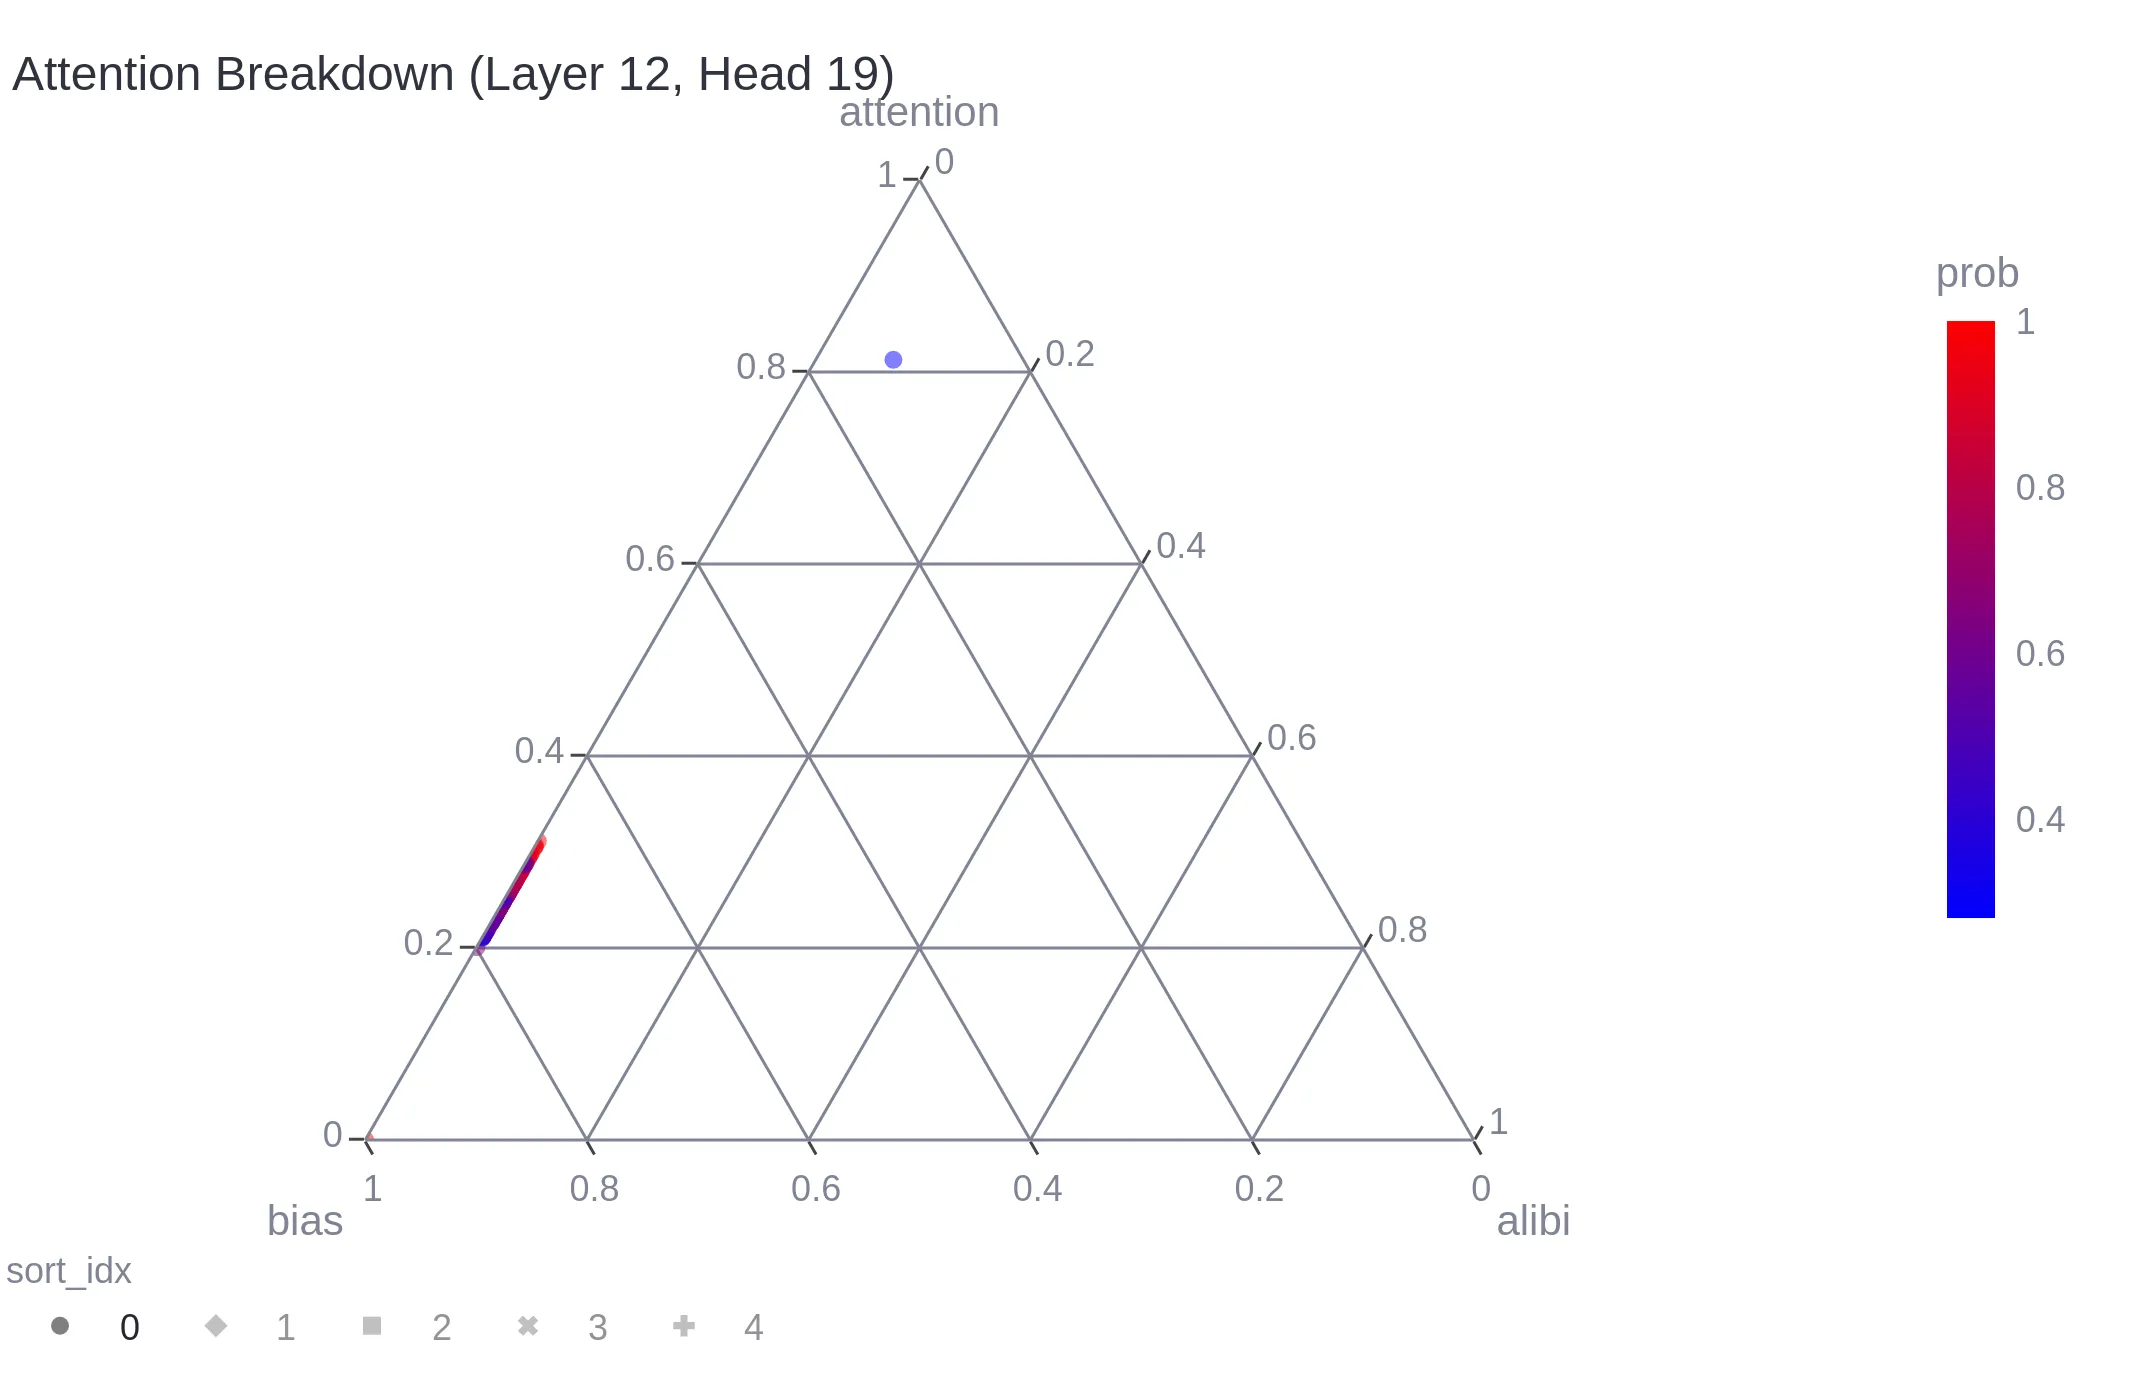 Attention Breakdown (Layer 12, Head 19)
attention
1 0
prob
1
0.8 0.2
0.8
0.6 0.4
0.6
0.4 0.6
0.4
0.2 0.8
0 1
1 0.8 0.6 0.4 0.2 0
bias alibi
sort_idx
0 1 2 3 4